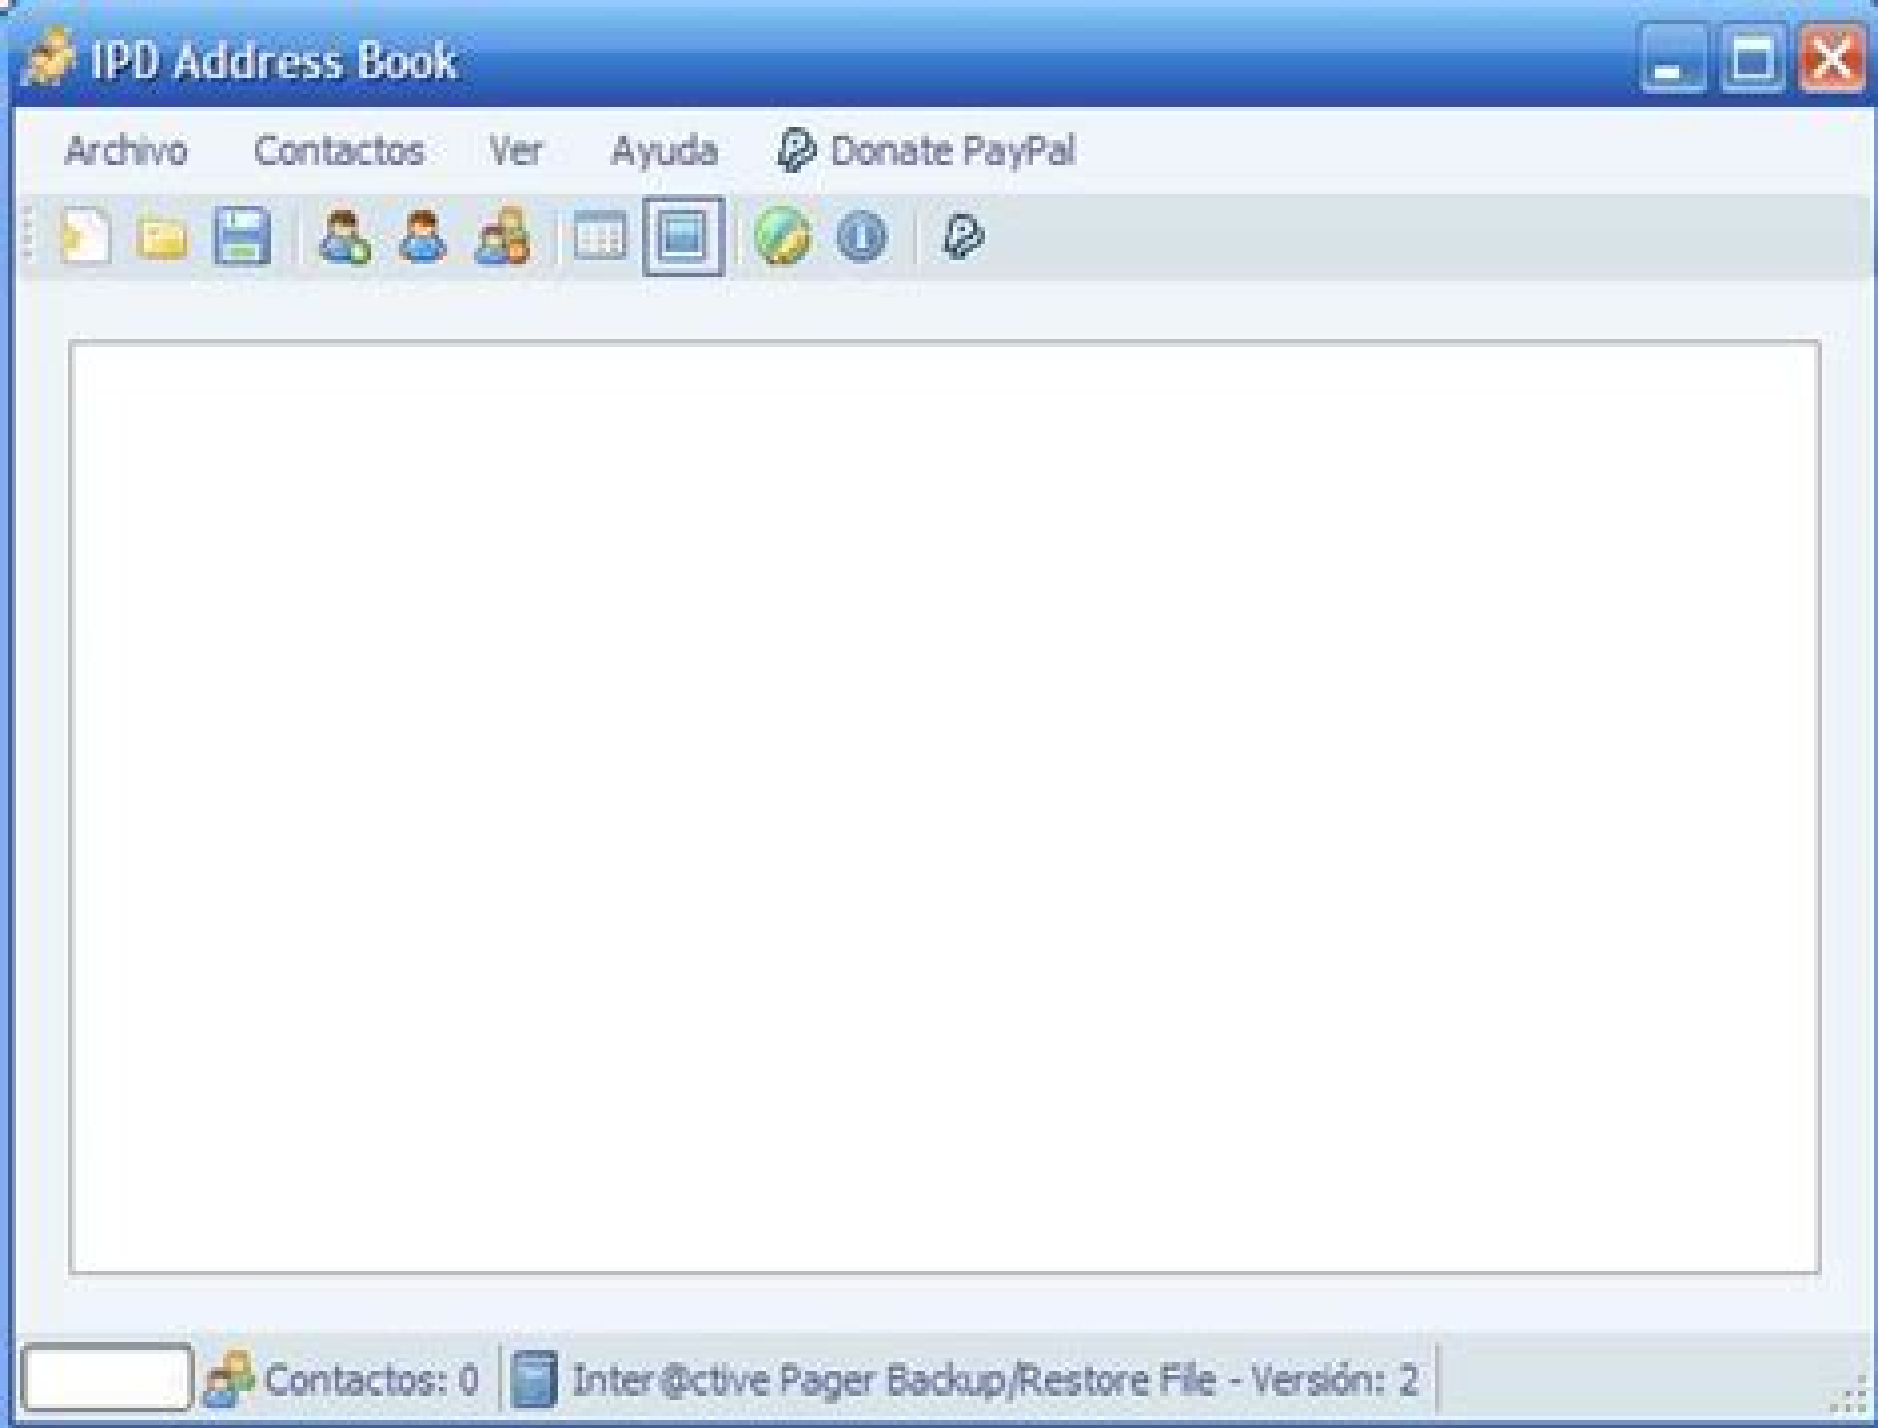 IPD Address Book
Archivo Contactos Ver Ayuda Donate PayPal
Contactos: 0 Inter@ctive Pager Backup/Restore File - Versión: 2